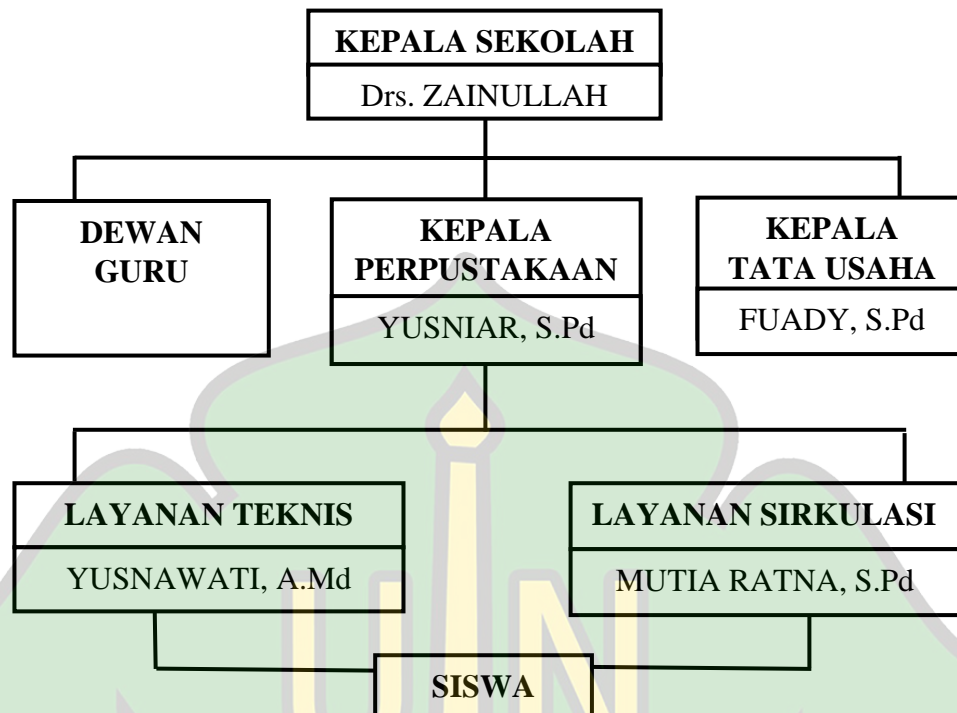 KEPALA SEKOLAH
Drs. ZAINULLAH
DEWAN
GURU
KEPALA
PERPUSTAKAAN
YUSNIAR, S.Pd
KEPALA
TATA USAHA
FUADY, S.Pd
LAYANAN TEKNIS
YUSNAWATI, A.Md
LAYANAN SIRKULASI
MUTIA RATNA, S.Pd
SISWA
UIN